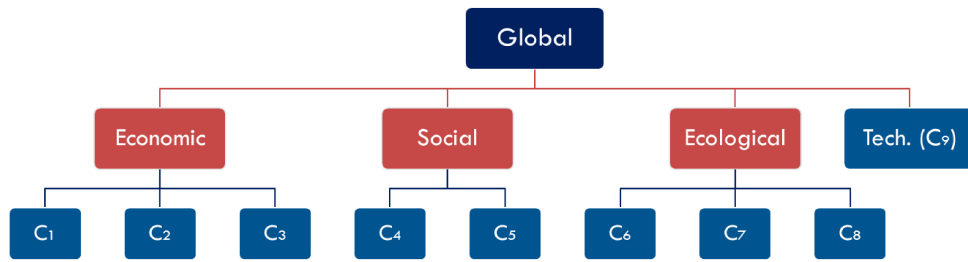 Global
Economic
Social
Ecological
Tech. (C₉)
C₁
C₂
C₃
C₄
C₅
C₆
C₇
C₈